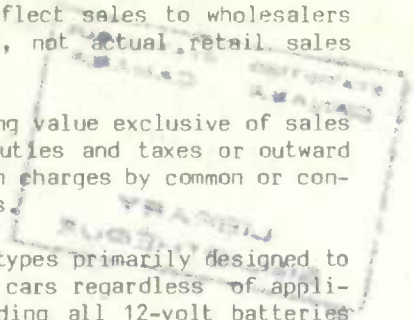 flect sales to wholesalers
, not actual retail sales
ng value exclusive of sales
uties and taxes or outward
n charges by common or con-
s.
types primarily designed to
cars regardless of appli-
ding all 12-volt batteries